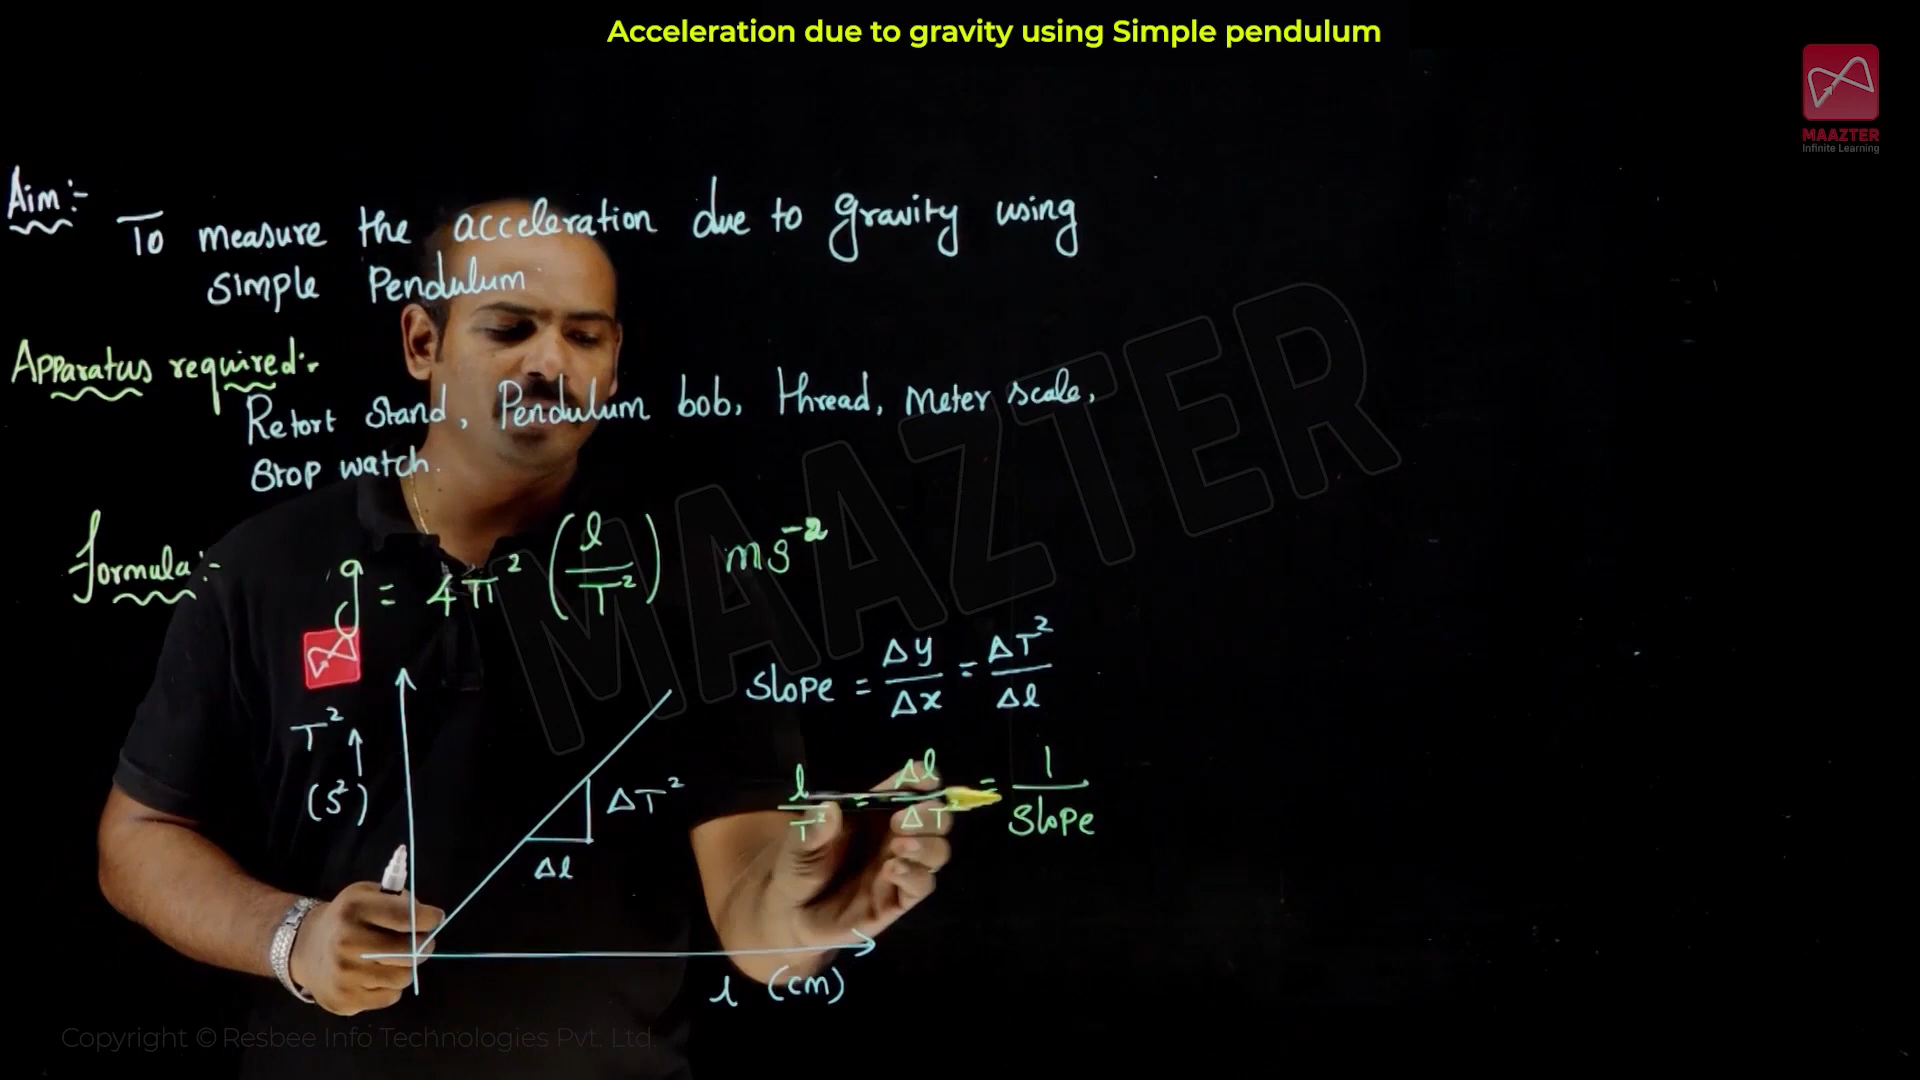 Acceleration due to gravity using Simple pendulum
MAAZTER
Infinite Learning
Aim:-
To measure the acceleration due to gravity using
simple Pendulum
Apparatus required:-
Retort Stand, Pendulum bob, thread, Meter scale,
Stop watch.
Formula:-
g = 4π² (l/T²) ms⁻²
Slope = Δy/Δx = ΔT²/Δl
l/T² = Δl/ΔT² = 1/Slope
T²
(s²)
ΔT²
Δl
l (cm)
MAAZTER
Copyright © Resbee Info Technologies Pvt. Ltd